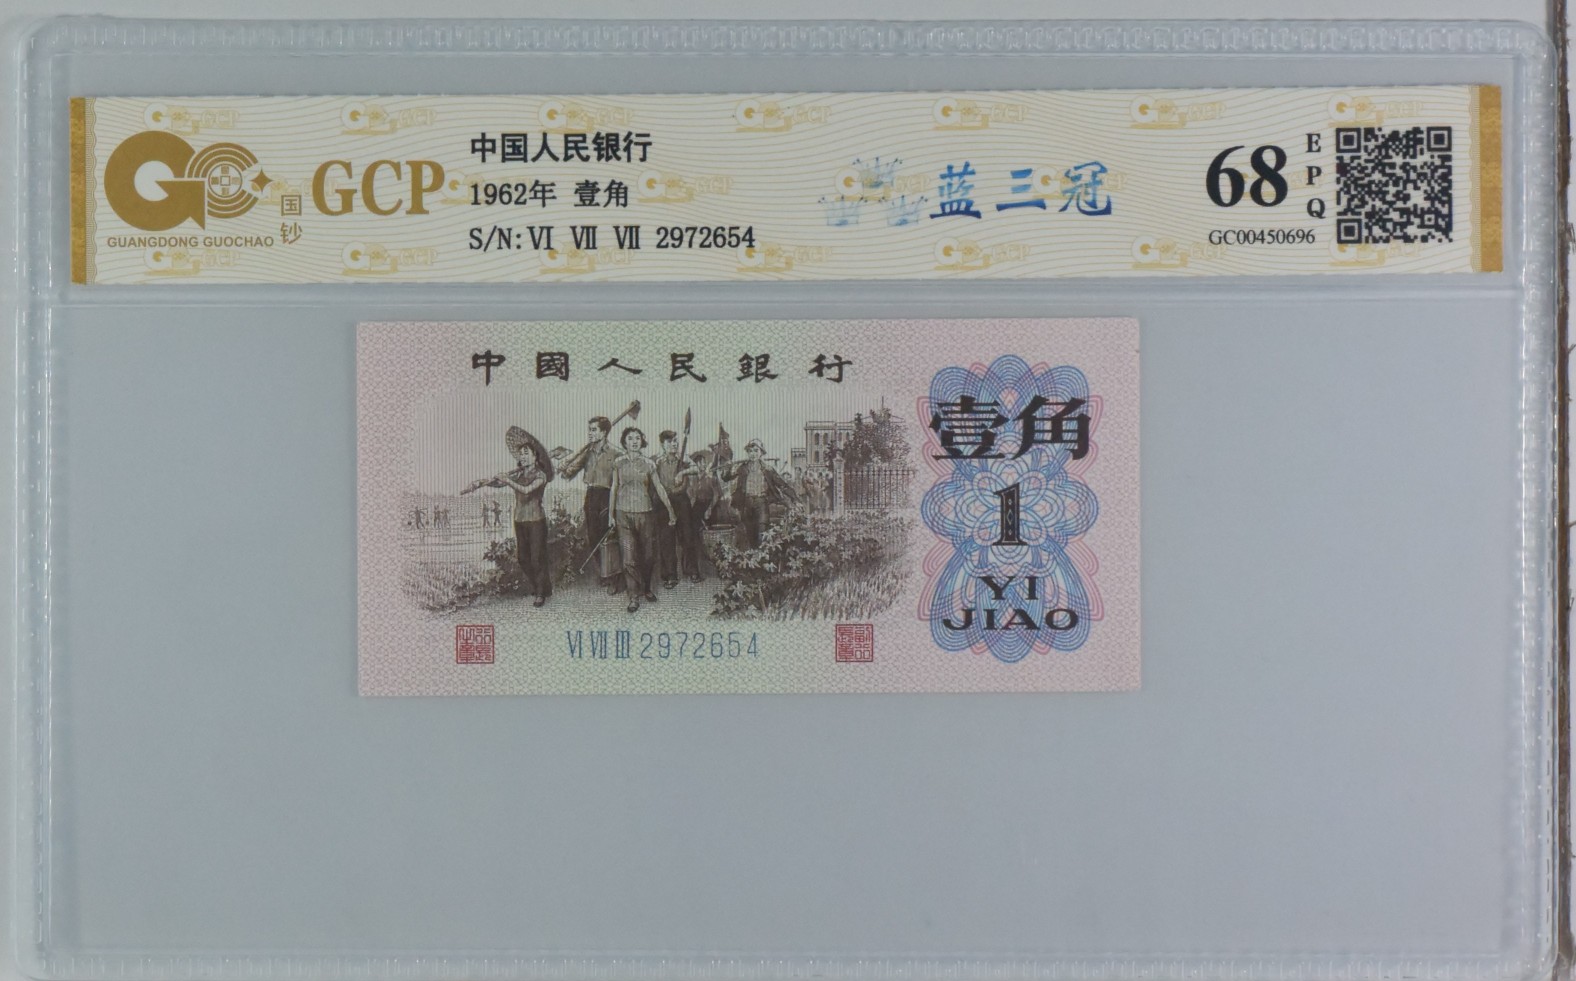 GCP
国钞
GUANGDONG GUOCHAO
中国人民银行
1962年 壹角
S/N: Ⅵ Ⅶ Ⅶ 2972654
蓝三冠
68
EPQ
GC00450696
中國人民銀行
壹角
1
YI
JIAO
Ⅵ Ⅶ Ⅲ 2972654